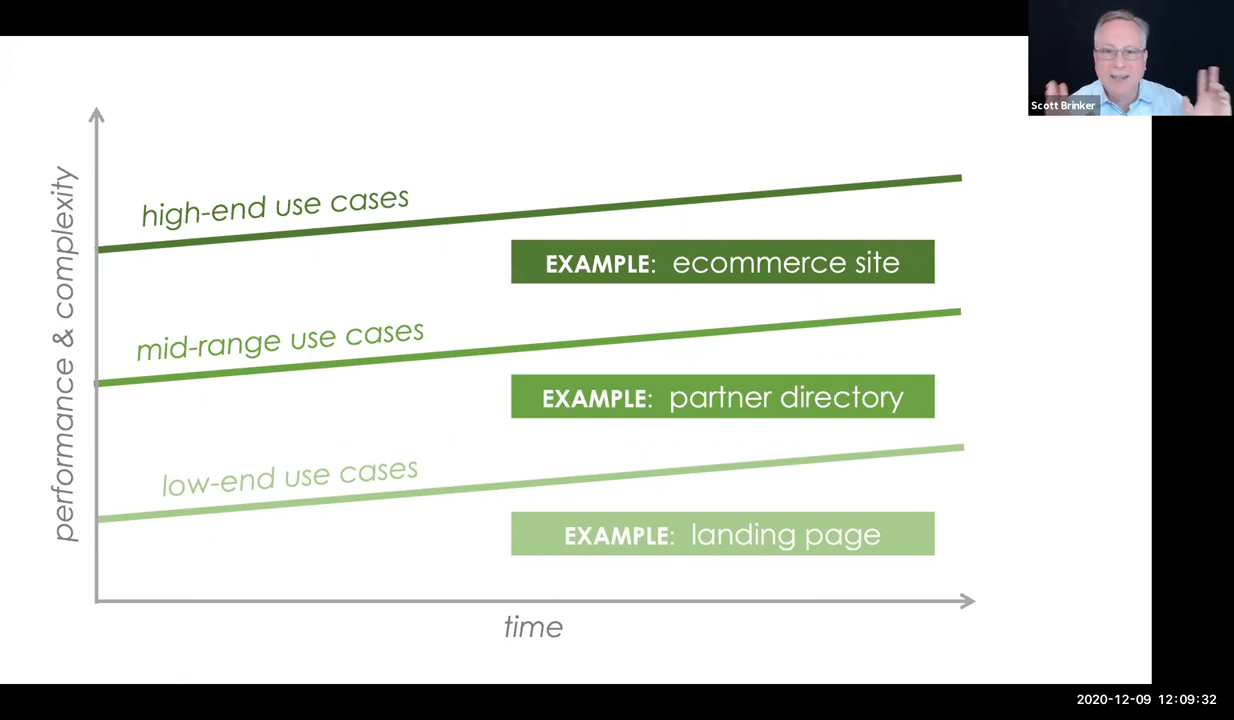 Scott Brinker
performance & complexity
high-end use cases
EXAMPLE: ecommerce site
mid-range use cases
EXAMPLE: partner directory
low-end use cases
EXAMPLE: landing page
time
2020-12-09 12:09:32